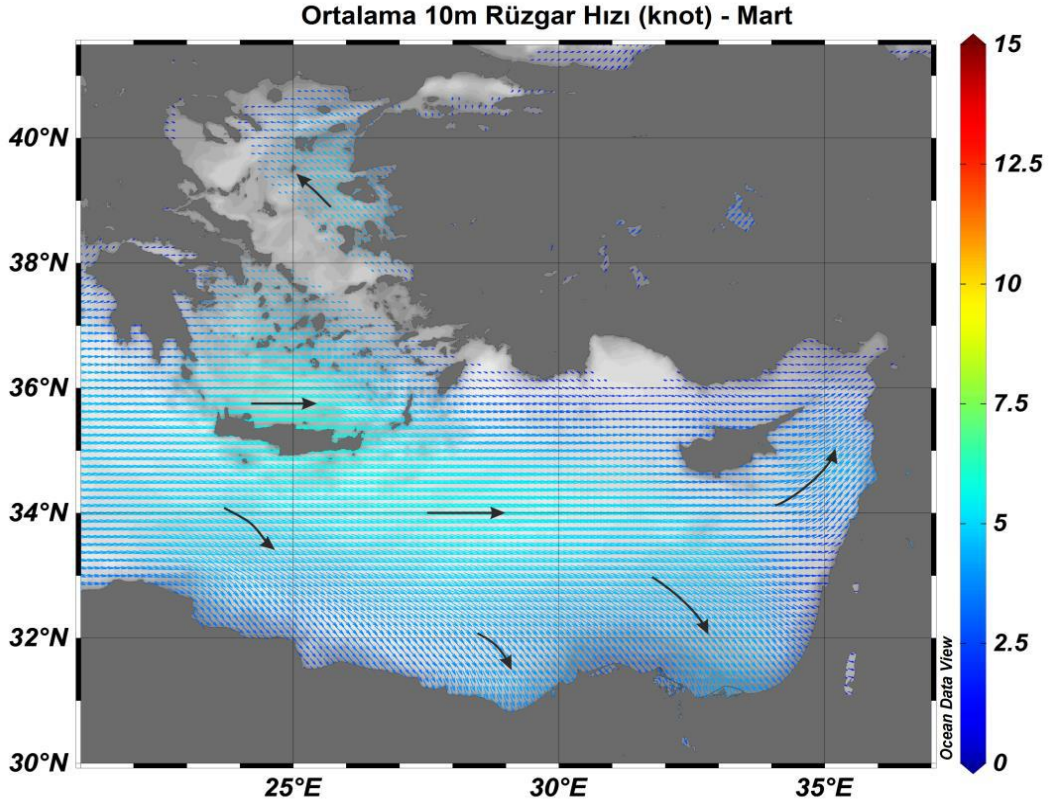 Ortalama 10m Rüzgar Hızı (knot) - Mart
15
12.5
10
7.5
5
2.5
0
40°N
38°N
36°N
34°N
32°N
30°N
25°E
30°E
35°E
Ocean Data View